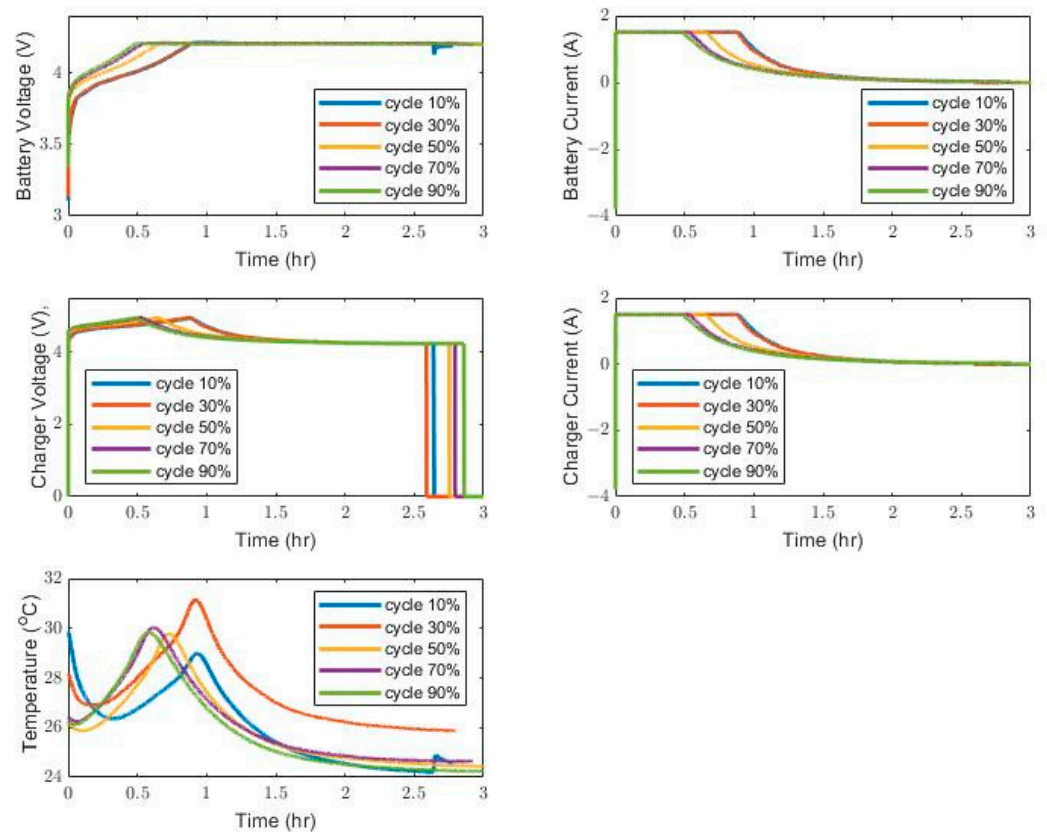 Battery Voltage (V)
4
3.5
3
0
0.5
1
1.5
2
2.5
3
Time (hr)
cycle 10%
cycle 30%
cycle 50%
cycle 70%
cycle 90%
Battery Current (A)
2
0
−2
−4
0
0.5
1
1.5
2
2.5
3
Time (hr)
cycle 10%
cycle 30%
cycle 50%
cycle 70%
cycle 90%
Charger Voltage (V),
4
2
0
0
0.5
1
1.5
2
2.5
3
Time (hr)
cycle 10%
cycle 30%
cycle 50%
cycle 70%
cycle 90%
Charger Current (A)
2
0
−2
−4
0
0.5
1
1.5
2
2.5
3
Time (hr)
cycle 10%
cycle 30%
cycle 50%
cycle 70%
cycle 90%
Temperature (°C)
32
30
28
26
24
0
0.5
1
1.5
2
2.5
3
Time (hr)
cycle 10%
cycle 30%
cycle 50%
cycle 70%
cycle 90%